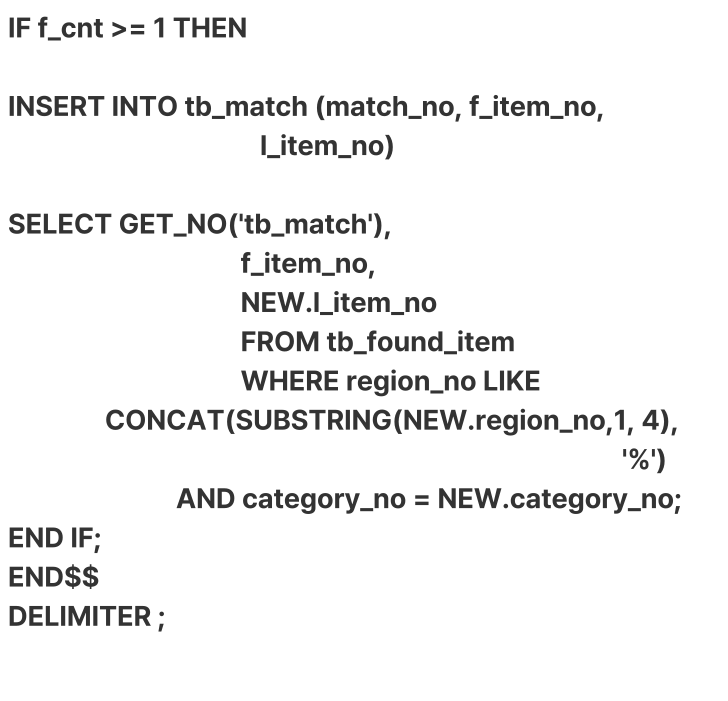 IF f_cnt >= 1 THEN
INSERT INTO tb_match (match_no, f_item_no,
l_item_no)
SELECT GET_NO('tb_match'),
f_item_no,
NEW.l_item_no
FROM tb_found_item
WHERE region_no LIKE
CONCAT(SUBSTRING(NEW.region_no,1, 4),
'%')
AND category_no = NEW.category_no;
END IF;
END$$
DELIMITER ;